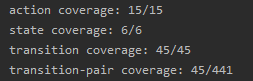 action coverage: 15/15
state coverage: 6/6
transition coverage: 45/45
transition-pair coverage: 45/441